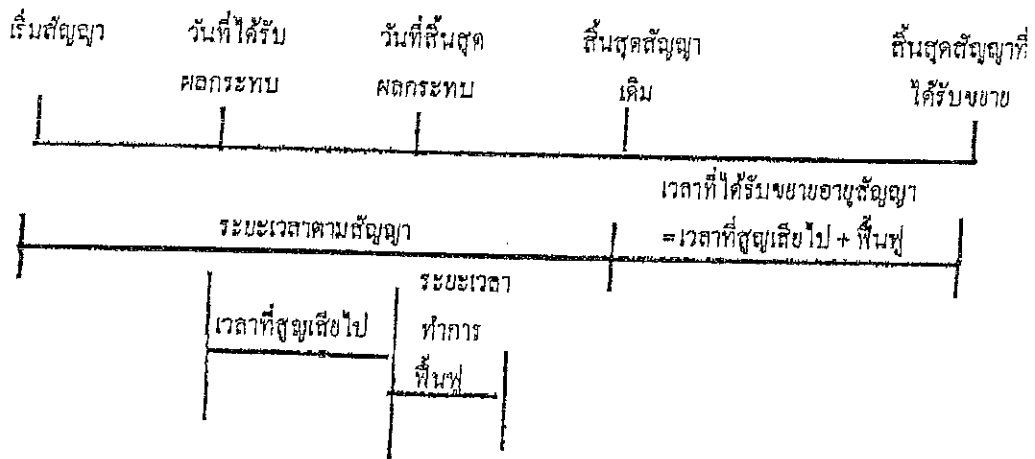 เริ่มสัญญา วันที่ได้รับ วันที่สิ้นสุด สิ้นสุดสัญญา สิ้นสุดสัญญาที่
ผลกระทบ ผลกระทบ เดิม ได้รับขยาย
เวลาที่ได้รับขยายอายุสัญญา
ระยะเวลาตามสัญญา =เวลาที่สูญเสียไป + ฟื้นฟู
ระยะเวลา
เวลาที่สูญเสียไป ทำการ
ฟื้นฟู